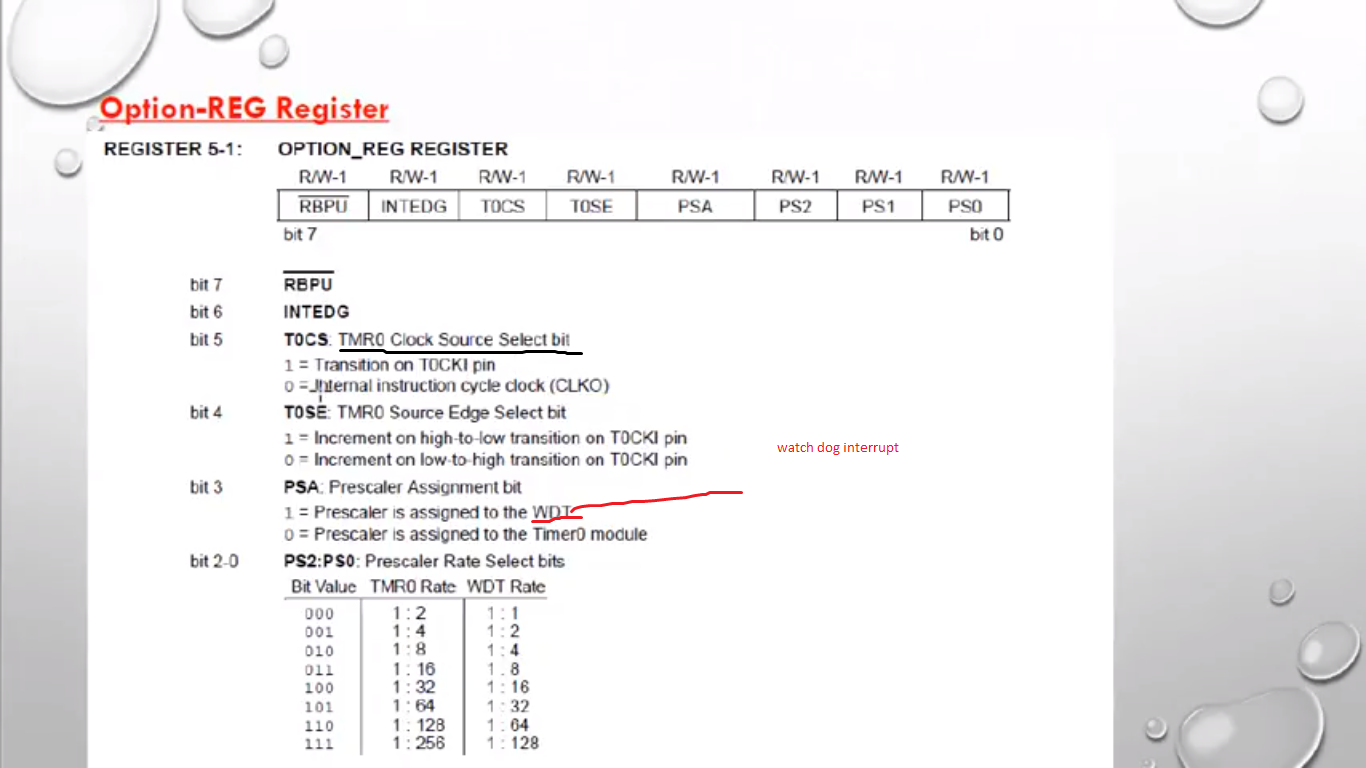 Option-REG Register
REGISTER 5-1: OPTION_REG REGISTER
R/W-1 R/W-1 R/W-1 R/W-1 R/W-1 R/W-1 R/W-1 R/W-1
RBPU INTEDG T0CS T0SE PSA PS2 PS1 PS0
bit 7 bit 0
bit 7 RBPU
bit 6 INTEDG
bit 5 T0CS: TMR0 Clock Source Select bit
1 = Transition on T0CKI pin
0 = Internal instruction cycle clock (CLKO)
bit 4 T0SE: TMR0 Source Edge Select bit
1 = Increment on high-to-low transition on T0CKI pin
watch dog interrupt
0 = Increment on low-to-high transition on T0CKI pin
bit 3 PSA: Prescaler Assignment bit
1 = Prescaler is assigned to the WDT
0 = Prescaler is assigned to the Timer0 module
bit 2-0 PS2:PS0: Prescaler Rate Select bits
Bit Value TMR0 Rate WDT Rate
000 1 : 2 1 : 1
001 1 : 4 1 : 2
010 1 : 8 1 : 4
011 1 : 16 1 : 8
100 1 : 32 1 : 16
101 1 : 64 1 : 32
110 1 : 128 1 : 64
111 1 : 256 1 : 128